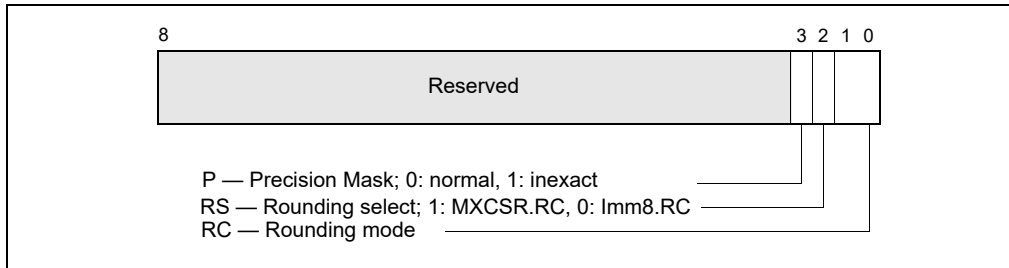 8 3 2 1 0
Reserved
P — Precision Mask; 0: normal, 1: inexact
RS — Rounding select; 1: MXCSR.RC, 0: Imm8.RC
RC — Rounding mode